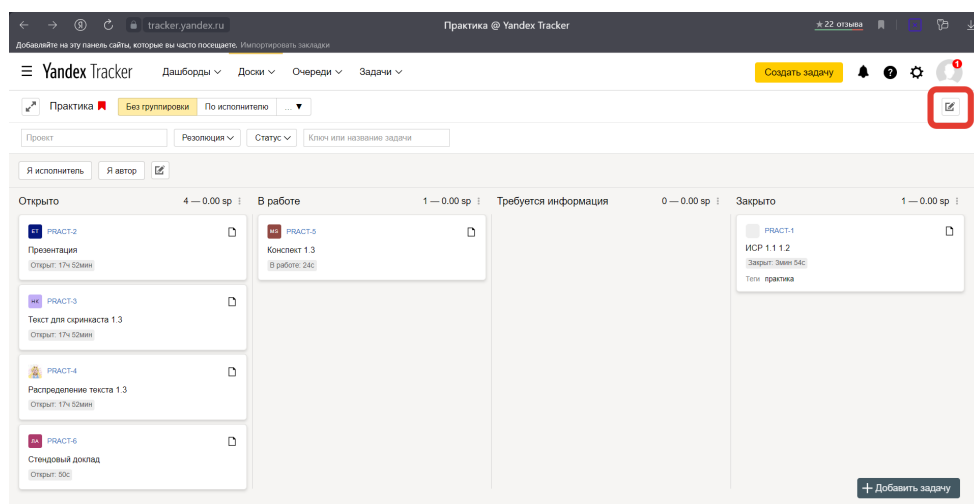 tracker.yandex.ru
Практика @ Yandex Tracker
★ 22 отзыва
Добавляйте на эту панель сайты, которые вы часто посещаете. Импортировать закладки
Yandex Tracker
Дашборды
Доски
Очереди
Задачи
Создать задачу
1
Практика
Без группировки
По исполнителю
... ▼
Проект
Резолюция
Статус
Ключ или название задачи
Я исполнитель
Я автор
Открыто
4 — 0.00 sp
ET PRACT-2
Презентация
Открыт: 17ч 52мин
НК PRACT-3
Текст для скринкаста 1.3
Открыт: 17ч 52мин
PRACT-4
Распределение текста 1.3
Открыт: 17ч 52мин
ЛА PRACT-6
Стендовый доклад
Открыт: 50с
В работе
1 — 0.00 sp
MS PRACT-5
Конспект 1.3
В работе: 24с
Требуется информация
0 — 0.00 sp
Закрыто
1 — 0.00 sp
PRACT-1
ИСР 1.1 1.2
Закрыт: 3мин 54с
Теги практика
+ Добавить задачу